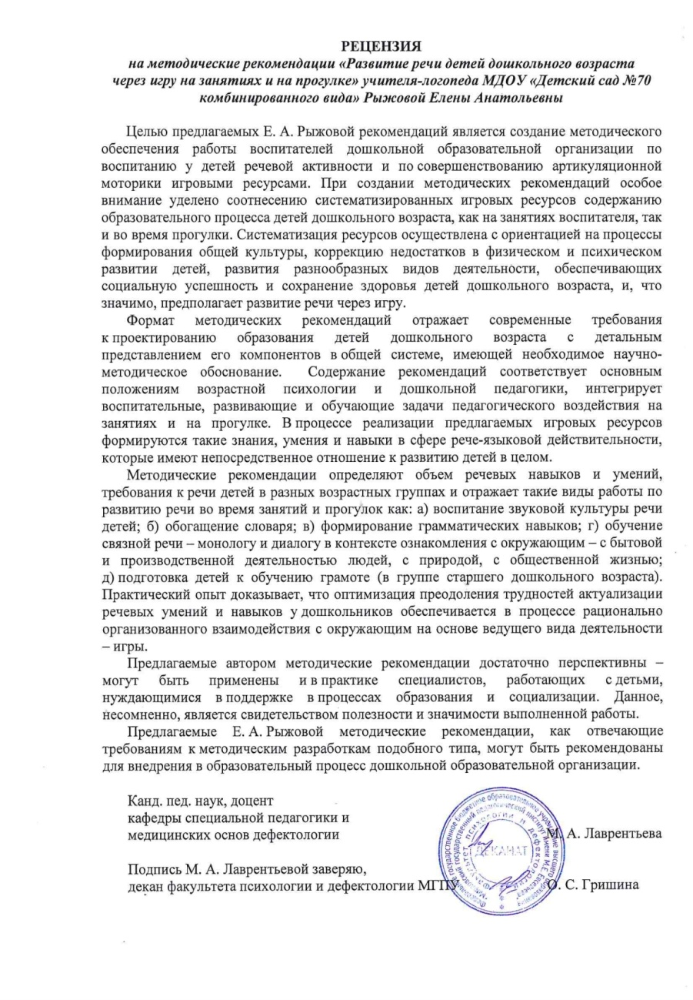 РЕЦЕНЗИЯ
на методические рекомендации «Развитие речи детей дошкольного возраста
через игру на занятиях и на прогулке» учителя-логопеда МДОУ «Детский сад №70
комбинированного вида» Рыжовой Елены Анатольевны
Целью предлагаемых Е. А. Рыжовой рекомендаций является создание методического
обеспечения работы воспитателей дошкольной образовательной организации по
воспитанию у детей речевой активности и по совершенствованию артикуляционной
моторики игровыми ресурсами. При создании методических рекомендаций особое
внимание уделено соотнесению систематизированных игровых ресурсов содержанию
образовательного процесса детей дошкольного возраста, как на занятиях воспитателя, так
и во время прогулки. Систематизация ресурсов осуществлена с ориентацией на процессы
формирования общей культуры, коррекцию недостатков в физическом и психическом
развитии детей, развития разнообразных видов деятельности, обеспечивающих
социальную успешность и сохранение здоровья детей дошкольного возраста, и, что
значимо, предполагает развитие речи через игру.
Формат методических рекомендаций отражает современные требования
к проектированию образования детей дошкольного возраста с детальным
представлением его компонентов в общей системе, имеющей необходимое научно-
методическое обоснование. Содержание рекомендаций соответствует основным
положениям возрастной психологии и дошкольной педагогики, интегрирует
воспитательные, развивающие и обучающие задачи педагогического воздействия на
занятиях и на прогулке. В процессе реализации предлагаемых игровых ресурсов
формируются такие знания, умения и навыки в сфере рече-языковой действительности,
которые имеют непосредственное отношение к развитию детей в целом.
Методические рекомендации определяют объем речевых навыков и умений,
требования к речи детей в разных возрастных группах и отражает такие виды работы по
развитию речи во время занятий и прогулок как: а) воспитание звуковой культуры речи
детей; б) обогащение словаря; в) формирование грамматических навыков; г) обучение
связной речи – монологу и диалогу в контексте ознакомления с окружающим – с бытовой
и производственной деятельностью людей, с природой, с общественной жизнью;
д) подготовка детей к обучению грамоте (в группе старшего дошкольного возраста).
Практический опыт доказывает, что оптимизация преодоления трудностей актуализации
речевых умений и навыков у дошкольников обеспечивается в процессе рационально
организованного взаимодействия с окружающим на основе ведущего вида деятельности
– игры.
Предлагаемые автором методические рекомендации достаточно перспективны –
могут быть применены и в практике специалистов, работающих с детьми,
нуждающимися в поддержке в процессах образования и социализации. Данное,
несомненно, является свидетельством полезности и значимости выполненной работы.
Предлагаемые Е. А. Рыжовой методические рекомендации, как отвечающие
требованиям к методическим разработкам подобного типа, могут быть рекомендованы
для внедрения в образовательный процесс дошкольной образовательной организации.
Канд. пед. наук, доцент
кафедры специальной педагогики и
медицинских основ дефектологии М. А. Лаврентьева
Подпись М. А. Лаврентьевой заверяю,
декан факультета психологии и дефектологии МГПУ О. С. Гришина
ДЕКАНАТ